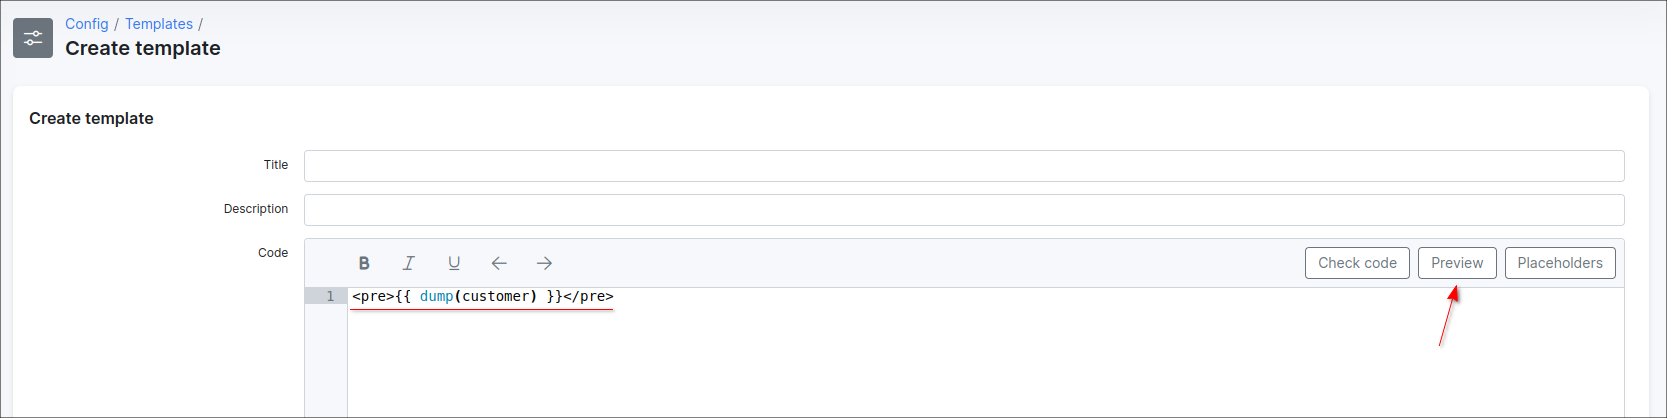 Config / Templates /
Create template
Create template
Title
Description
Code
Check code Preview Placeholders
1 <pre>{{ dump(customer) }}</pre>